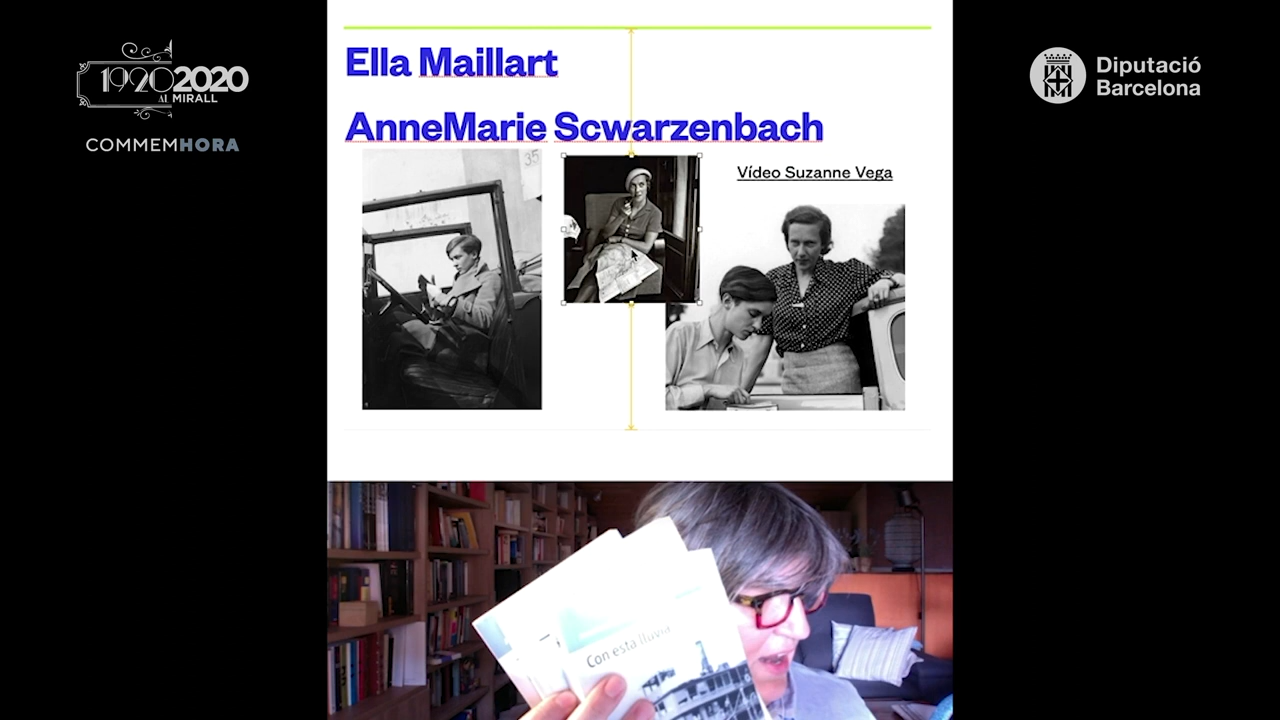 1920 2020
AL MIRALL
COMMEMHORA
Ella Maillart
AnneMarie Scwarzenbach
35
Vídeo Suzanne Vega
Diputació
Barcelona
Con esta lluvia